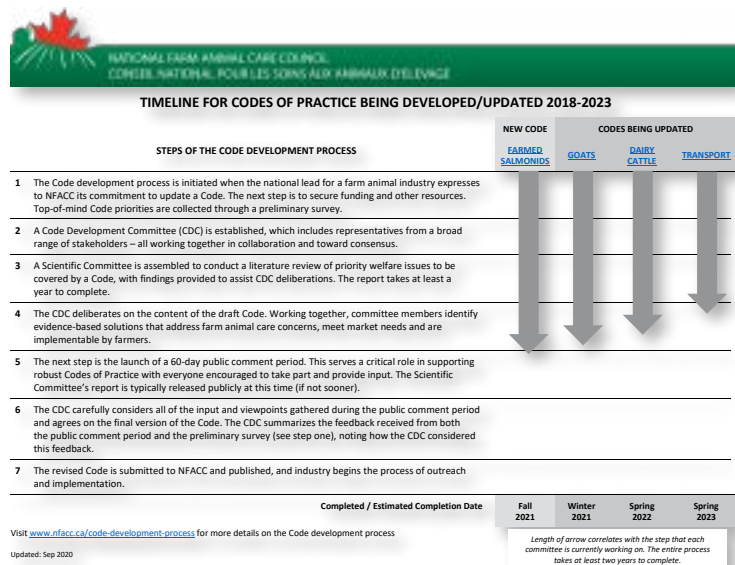 NATIONAL FARM ANIMAL CARE COUNCIL
CONSEIL NATIONAL POUR LES SOINS AUX ANIMAUX D'ÉLEVAGE
TIMELINE FOR CODES OF PRACTICE BEING DEVELOPED/UPDATED 2018-2023
NEW CODE
CODES BEING UPDATED
STEPS OF THE CODE DEVELOPMENT PROCESS
FARMED
SALMONIDS
GOATS
DAIRY
CATTLE
TRANSPORT
1 The Code development process is initiated when the national lead for a farm animal industry expresses
to NFACC its commitment to update a Code. The next step is to secure funding and other resources.
Top-of-mind Code priorities are collected through a preliminary survey.
2 A Code Development Committee (CDC) is established, which includes representatives from a broad
range of stakeholders – all working together in collaboration and toward consensus.
3 A Scientific Committee is assembled to conduct a literature review of priority welfare issues to be
covered by a Code, with findings provided to assist CDC deliberations. The report takes at least a
year to complete.
4 The CDC deliberates on the content of the draft Code. Working together, committee members identify
evidence-based solutions that address farm animal care concerns, meet market needs and are
implementable by farmers.
5 The next step is the launch of a 60-day public comment period. This serves a critical role in supporting
robust Codes of Practice with everyone encouraged to take part and provide input. The Scientific
Committee's report is typically released publicly at this time (if not sooner).
6 The CDC carefully considers all of the input and viewpoints gathered during the public comment period
and agrees on the final version of the Code. The CDC summarizes the feedback received from both
the public comment period and the preliminary survey (see step one), noting how the CDC considered
this feedback.
7 The revised Code is submitted to NFACC and published, and industry begins the process of outreach
and implementation.
Completed / Estimated Completion Date
Fall
2021
Winter
2021
Spring
2022
Spring
2023
Visit www.nfacc.ca/code-development-process for more details on the Code development process
Updated: Sep 2020
Length of arrow correlates with the step that each
committee is currently working on. The entire process
takes at least two years to complete.